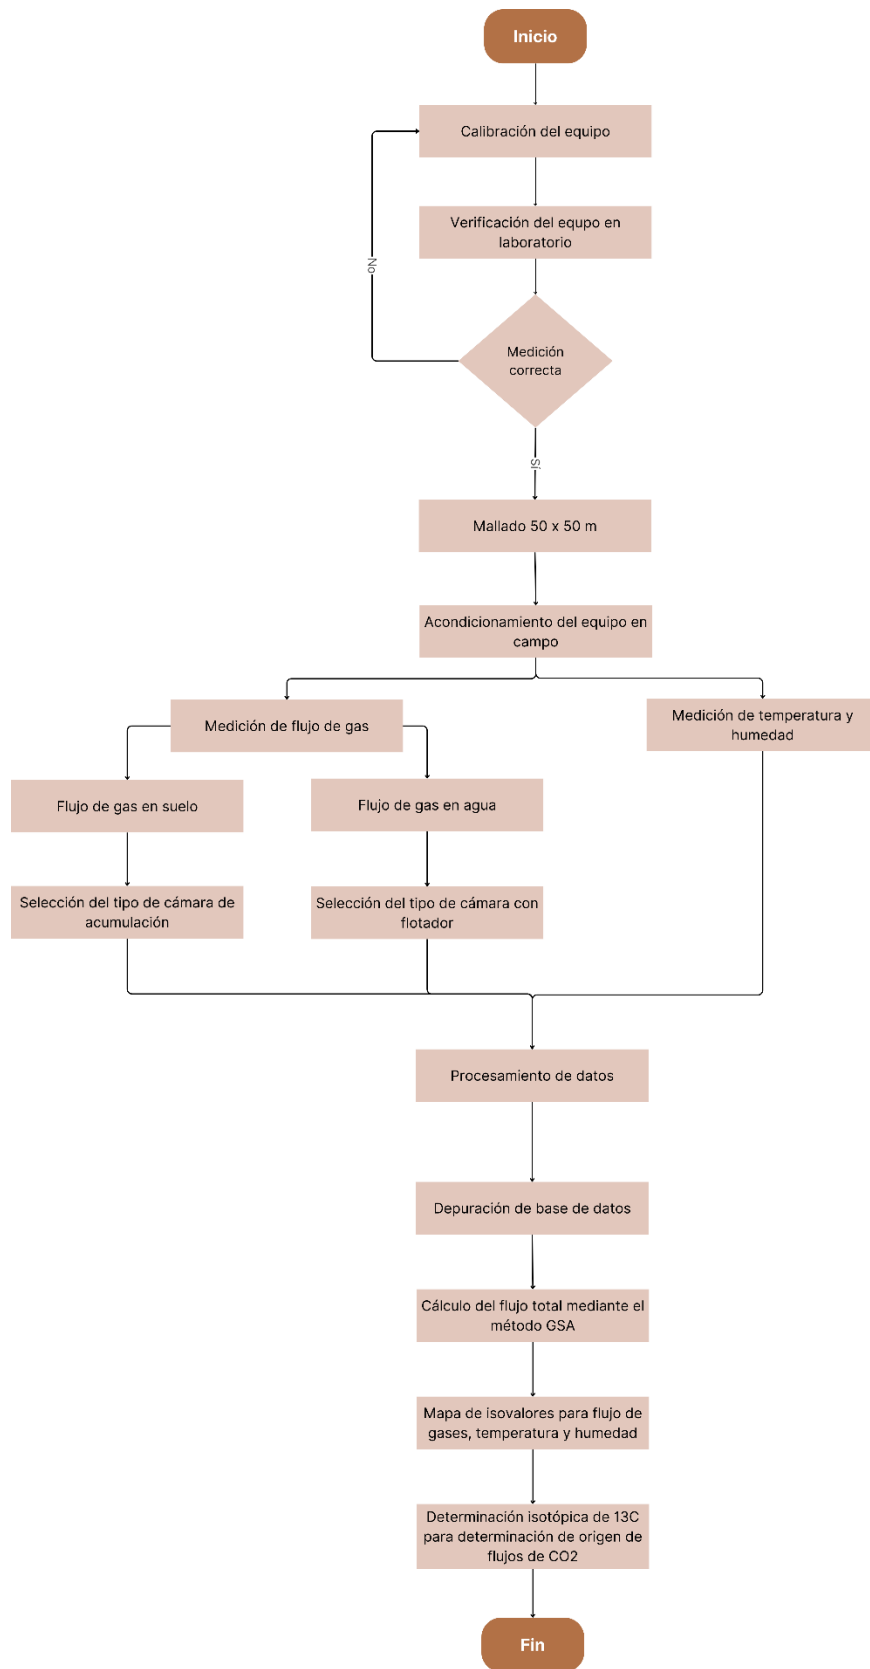 Inicio
Calibración del equipo
Verificación del equpo en
laboratorio
No
Medición
correcta
Sí
Mallado 50 x 50 m
Acondicionamiento del equipo en
campo
Medición de flujo de gas
Medición de temperatura y
humedad
Flujo de gas en suelo
Flujo de gas en agua
Selección del tipo de cámara de
acumulación
Selección del tipo de cámara con
flotador
Procesamiento de datos
Depuración de base de datos
Cálculo del flujo total mediante el
método GSA
Mapa de isovalores para flujo de
gases, temperatura y humedad
Determinación isotópica de 13C
para determinación de origen de
flujos de CO2
Fin